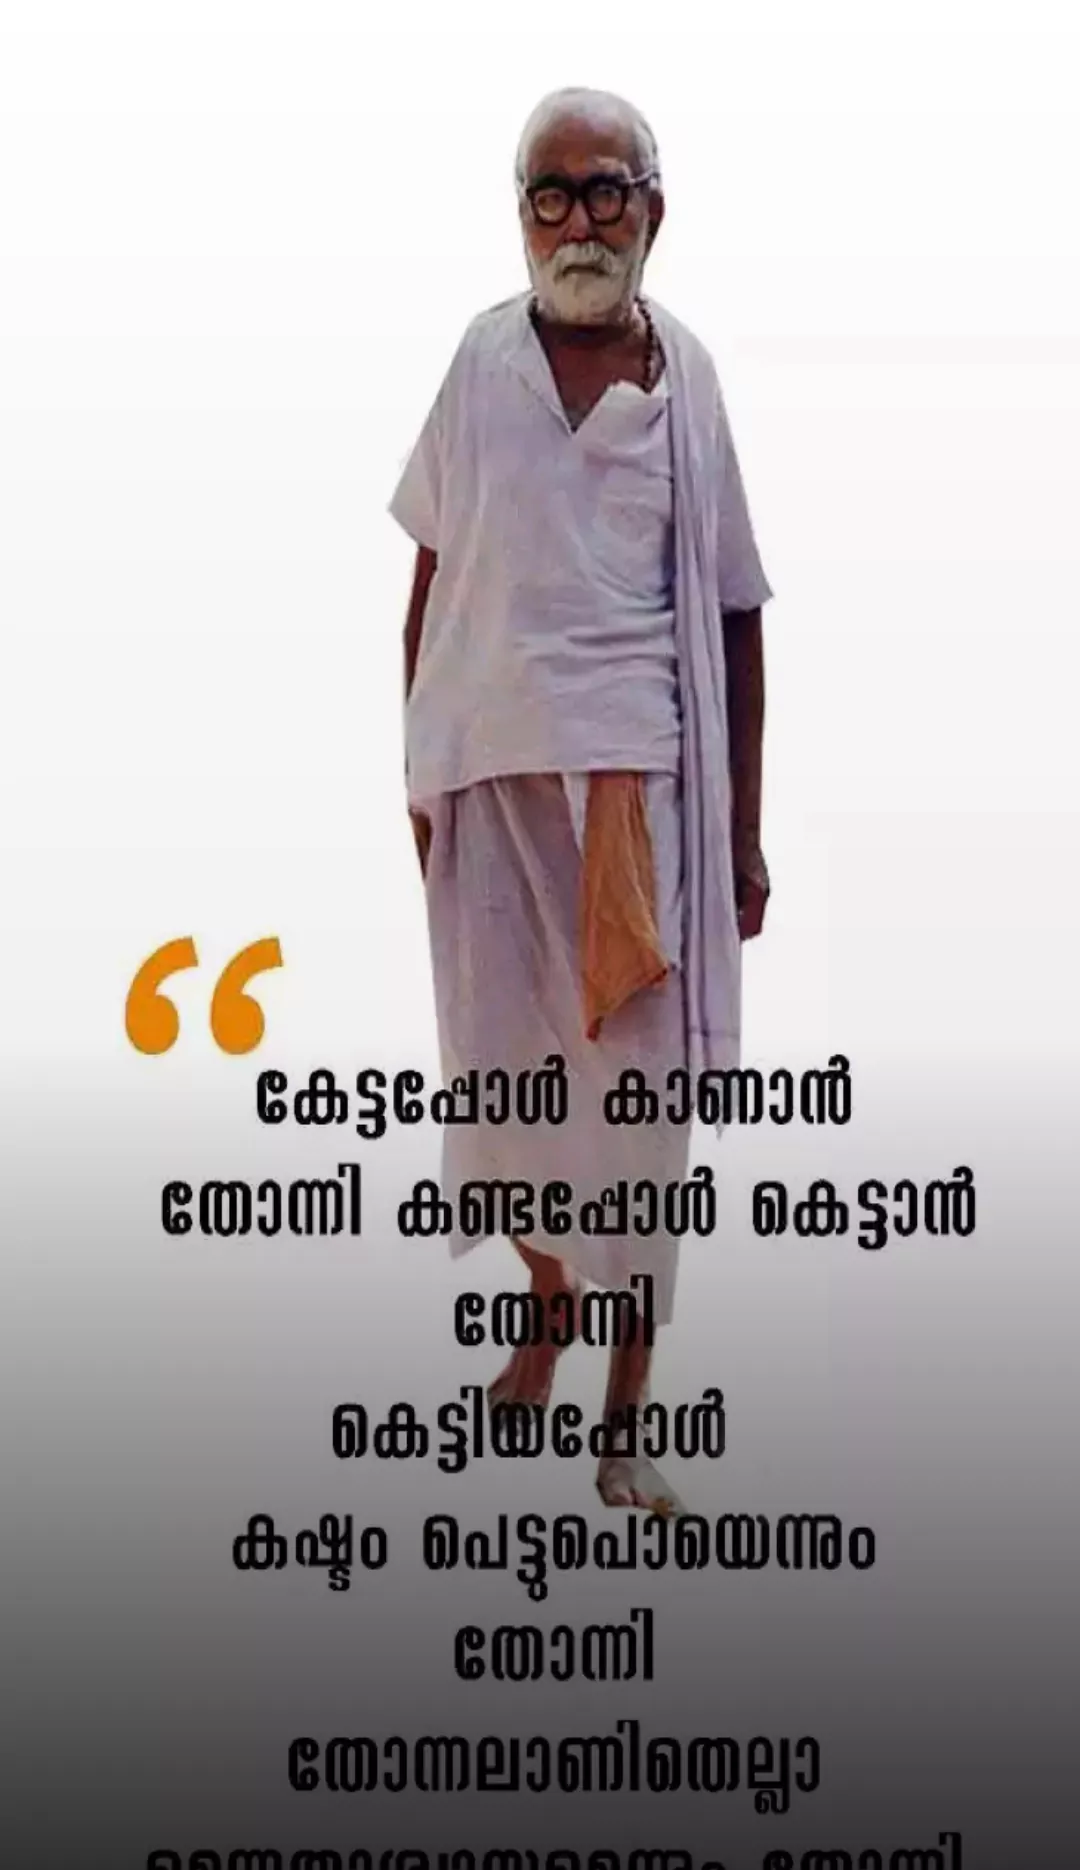 “
കേട്ടപ്പോൾ കാണാൻ
തോന്നി കണ്ടപ്പോൾ കെട്ടാൻ
തോന്നി
കെട്ടിയപ്പോൾ
കഷ്ടം പെട്ടുപൊയെന്നും
തോന്നി
തോന്നലാണിതെല്ലാ
തോന്നി